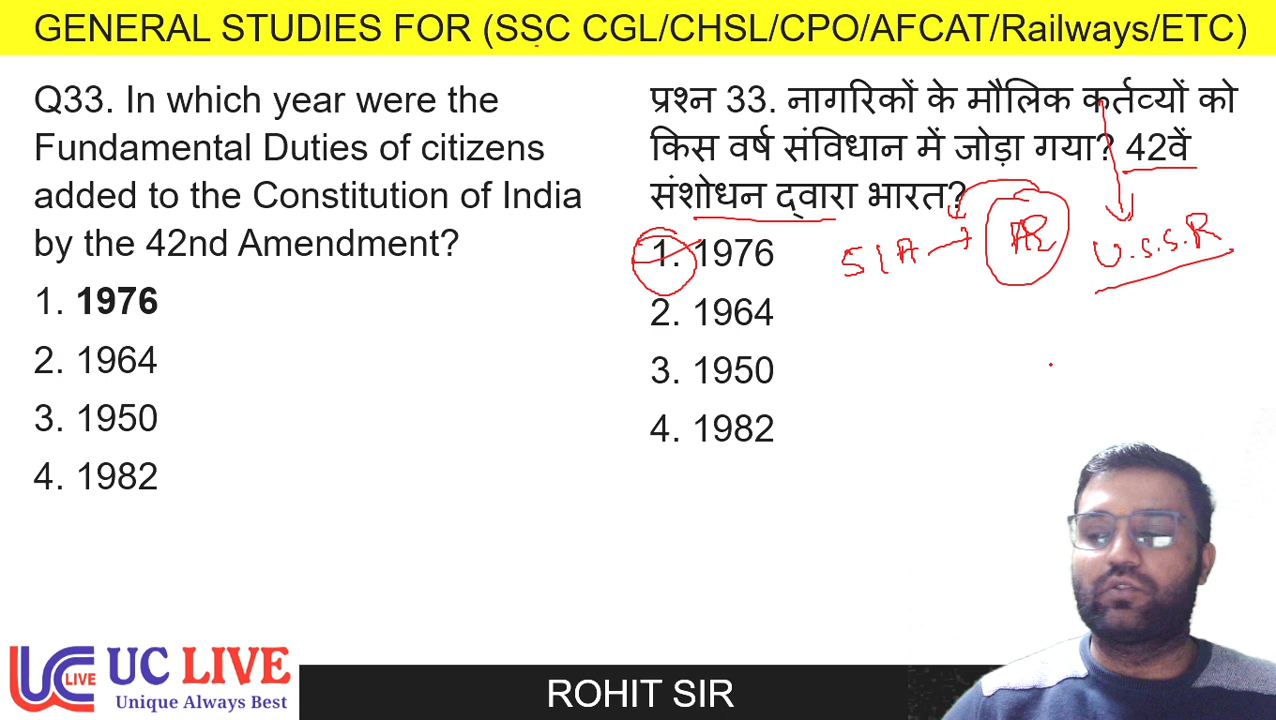 GENERAL STUDIES FOR (SSC CGL/CHSL/CPO/AFCAT/Railways/ETC)
Q33. In which year were the
Fundamental Duties of citizens
added to the Constitution of India
by the 42nd Amendment?
1. 1976
2. 1964
3. 1950
4. 1982
प्रश्न 33. नागरिकों के मौलिक कर्तव्यों को
किस वर्ष संविधान में जोड़ा गया? 42वें
संशोधन द्वारा भारत?
1. 1976
2. 1964
3. 1950
4. 1982
51A
U.S.S.R
UC LIVE
LIVE
Unique Always Best
ROHIT SIR